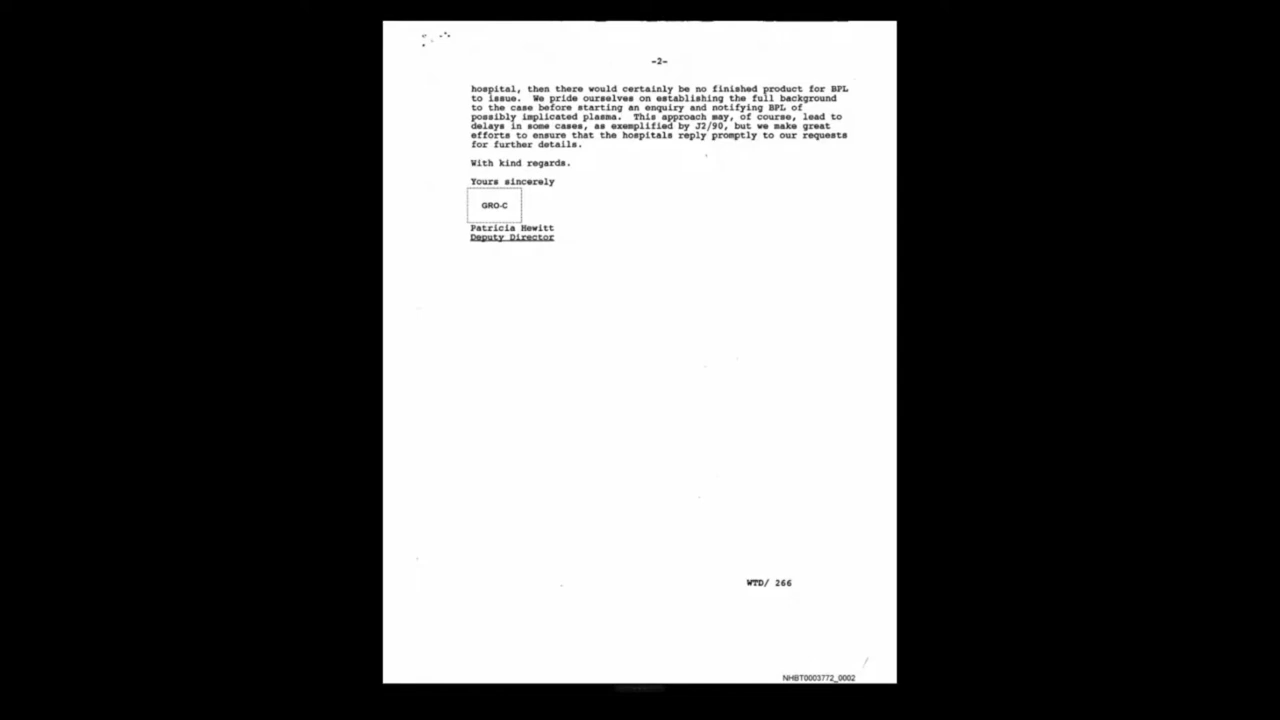 -2-
hospital, then there would certainly be no finished product for BPL
to issue. We pride ourselves on establishing the full background
to the case before starting an enquiry and notifying BPL of
possibly implicated plasma. This approach may, of course, lead to
delays in some cases, as exemplified by J2/90, but we make great
efforts to ensure that the hospitals reply promptly to our requests
for further details.
With kind regards.
Yours sincerely
GRO-C
Patricia Hewitt
Deputy Director
WTD/ 266
NHBT0003772_0002